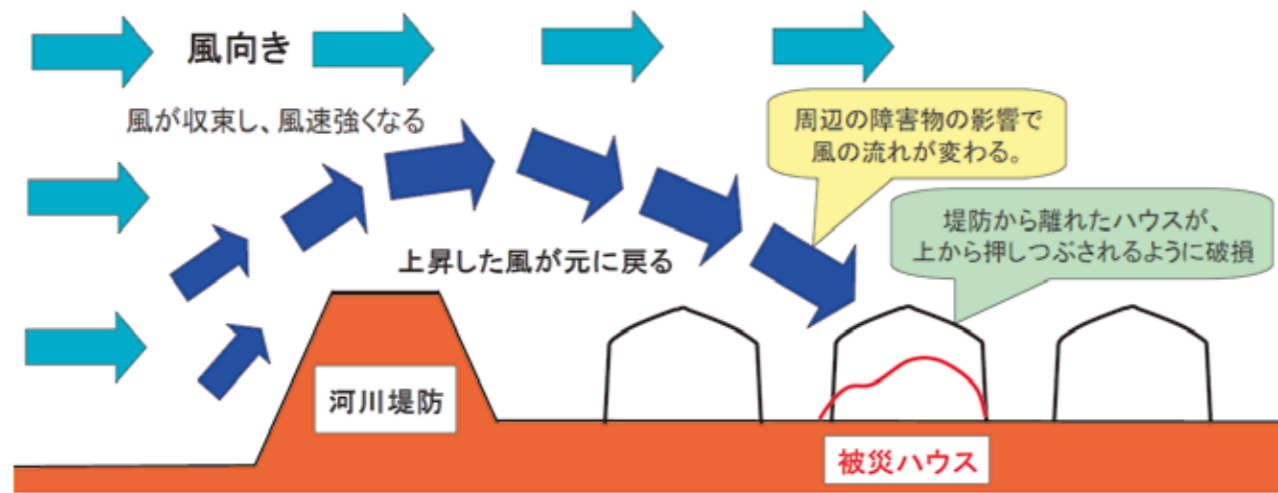 風向き
風が収束し、風速強くなる
周辺の障害物の影響で
風の流れが変わる。
堤防から離れたハウスが、
上から押しつぶされるように破損
上昇した風が元に戻る
河川堤防
被災ハウス